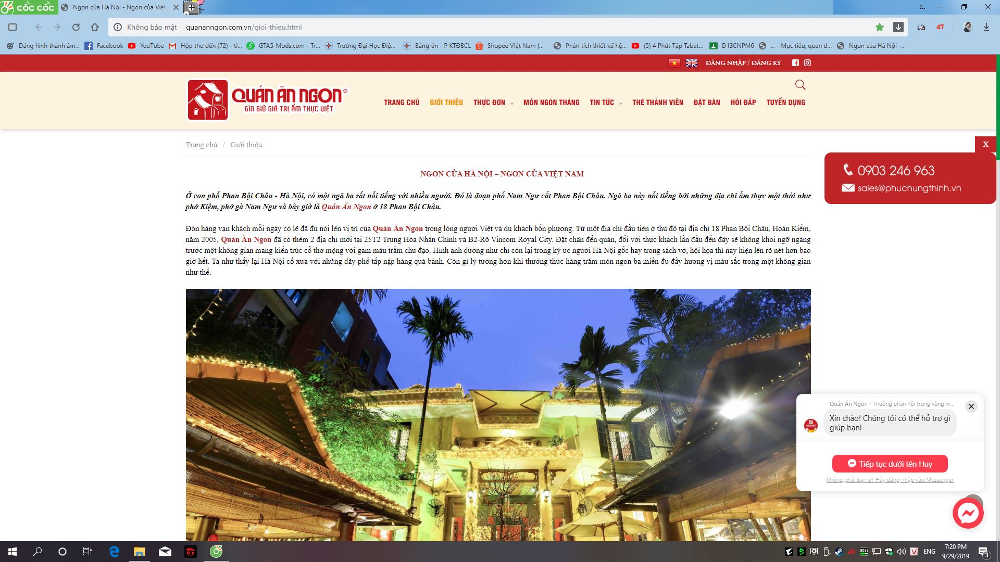 cốc cốc
Ngon của Hà Nội - Ngon của Việt
Không bảo mật
quananngon.com.vn/gioi-thieu.html
47
Dáng hình thanh âm...
Facebook
YouTube
Hộp thư đến (72) - ti...
GTA5-Mods.com - Tr...
Trường Đại Học Điệ...
Bảng tin - P KTĐBCL
Shopee Việt Nam |...
Phân tích thiết kế hệ...
(5) 4 Phút Tập Tabat...
D13CNPM6
... - Mục tiêu, quan đ...
Ngon của Hà Nội -...
ĐĂNG NHẬP / ĐĂNG KÝ
QUÁN ĂN NGON®
GÌN GIỮ GIÁ TRỊ ẨM THỰC VIỆT
TRANG CHỦ
GIỚI THIỆU
THỰC ĐƠN
MÓN NGON THÁNG
TIN TỨC
THẺ THÀNH VIÊN
ĐẶT BÀN
HỎI ĐÁP
TUYỂN DỤNG
Trang chủ / Giới thiệu
X
0903 246 963
sales@phuchungthinh.vn
NGON CỦA HÀ NỘI – NGON CỦA VIỆT NAM
Ở con phố Phan Bội Châu - Hà Nội, có một ngã ba rất nổi tiếng với nhiều người. Đó là đoạn phố Nam Ngư cắt Phan Bội Châu. Ngã ba này nổi tiếng bởi những địa chỉ ẩm thực một thời như
phở Kiệm, phở gà Nam Ngư và bây giờ là Quán Ăn Ngon ở 18 Phan Bội Châu.
Đón hàng vạn khách mỗi ngày có lẽ đã đủ nói lên vị trí của Quán Ăn Ngon trong lòng người Việt và du khách bốn phương. Từ một địa chỉ đầu tiên ở thủ đô tại địa chỉ 18 Phan Bội Châu, Hoàn Kiếm,
năm 2005, Quán Ăn Ngon đã có thêm 2 địa chỉ mới tại 25T2 Trung Hòa Nhân Chính và B2-R6 Vincom Royal City. Đặt chân đến quán, đối với thực khách lần đầu đến đây sẽ không khỏi ngỡ ngàng
trước một không gian mang kiến trúc cổ thơ mộng với gam màu trầm chủ đạo. Hình ảnh dường như chỉ còn lại trong ký ức người Hà Nội gốc hay trong sách vở, hội họa thì nay hiện lên rõ nét hơn bao
giờ hết. Ta như thấy lại Hà Nội cổ xưa với những dãy phố tấp nập hàng quà bánh. Còn gì lý tưởng hơn khi thưởng thức hàng trăm món ngon ba miền đủ đầy hương vị màu sắc trong một không gian
như thế.
Quán Ăn Ngon · Thường phản hồi trong vòng m...
Xin chào! Chúng tôi có thể hỗ trợ gì
giúp bạn!
Tiếp tục dưới tên Huy
Không phải bạn ư? Hãy đăng nhập vào Messenger
5023
ENG
7:20 PM
9/29/2019
3